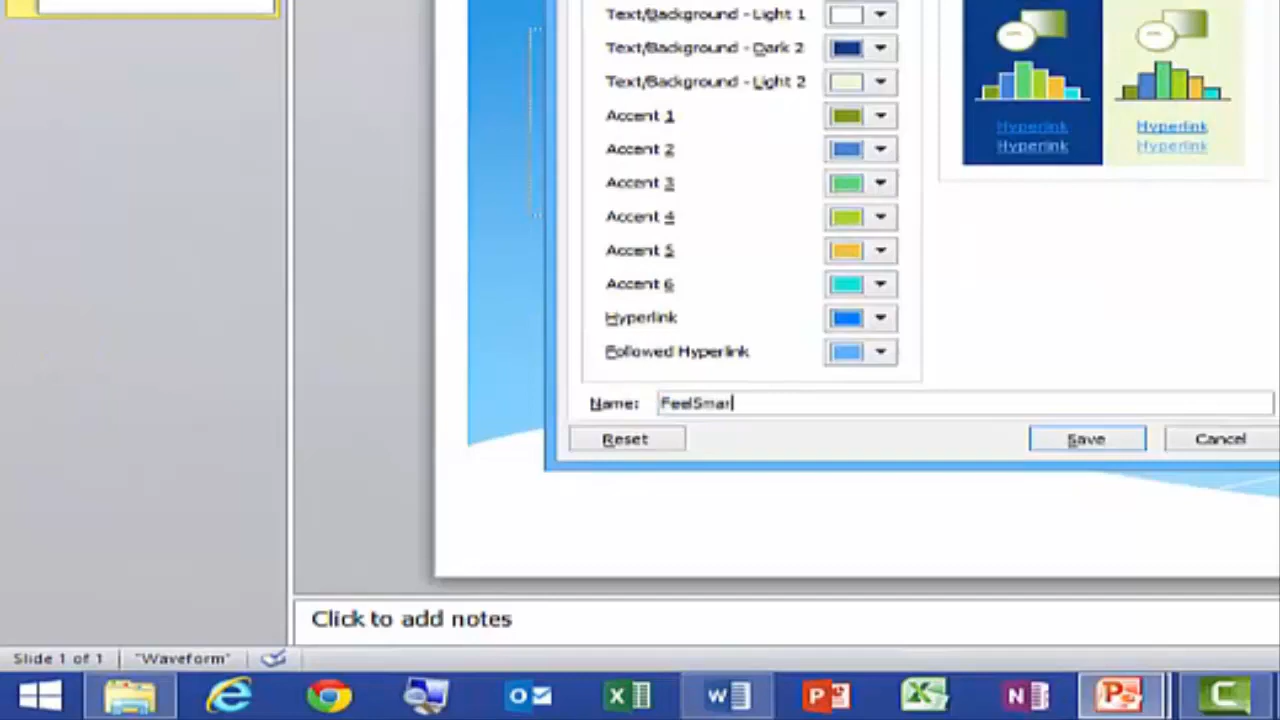 Text/Background - Light 1
Text/Background - Dark 2
Text/Background - Light 2
Accent 1
Accent 2
Accent 3
Accent 4
Accent 5
Accent 6
Hyperlink
Followed Hyperlink
Hyperlink Hyperlink
Hyperlink Hyperlink
Name: FeelSmar
Reset Save Cancel
Click to add notes
Slide 1 of 1 "Waveform"